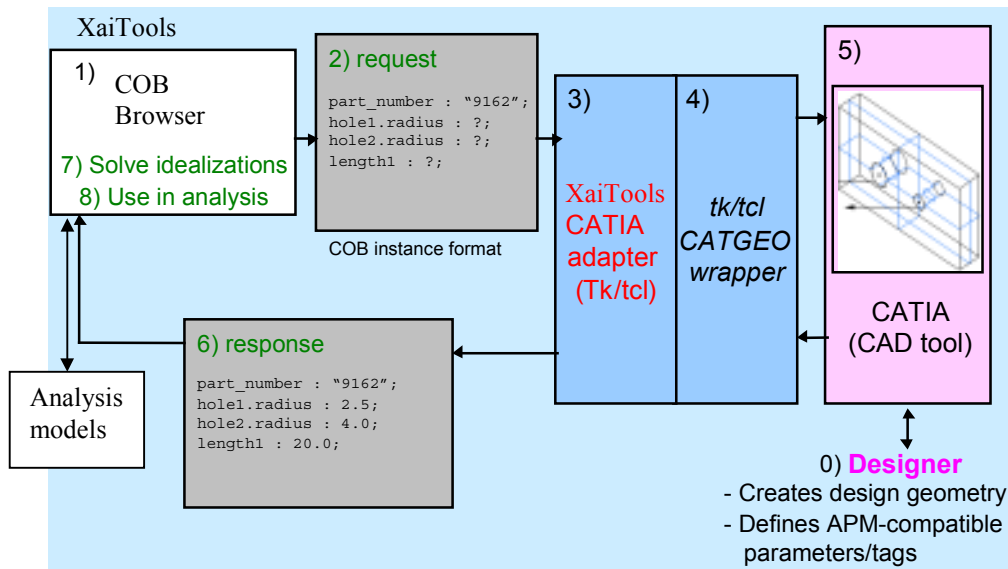 XaiTools
1)
COB
Browser
7) Solve idealizations
8) Use in analysis
2) request
part_number : “9162”;
hole1.radius : ?;
hole2.radius : ?;
length1 : ?;
COB instance format
3)
XaiTools
CATIA
adapter
(Tk/tcl)
4)
tk/tcl
CATGEO
wrapper
5)
CATIA
(CAD tool)
6) response
part_number : “9162”;
hole1.radius : 2.5;
hole2.radius : 4.0;
length1 : 20.0;
Analysis
models
0) Designer
- Creates design geometry
- Defines APM-compatible
parameters/tags